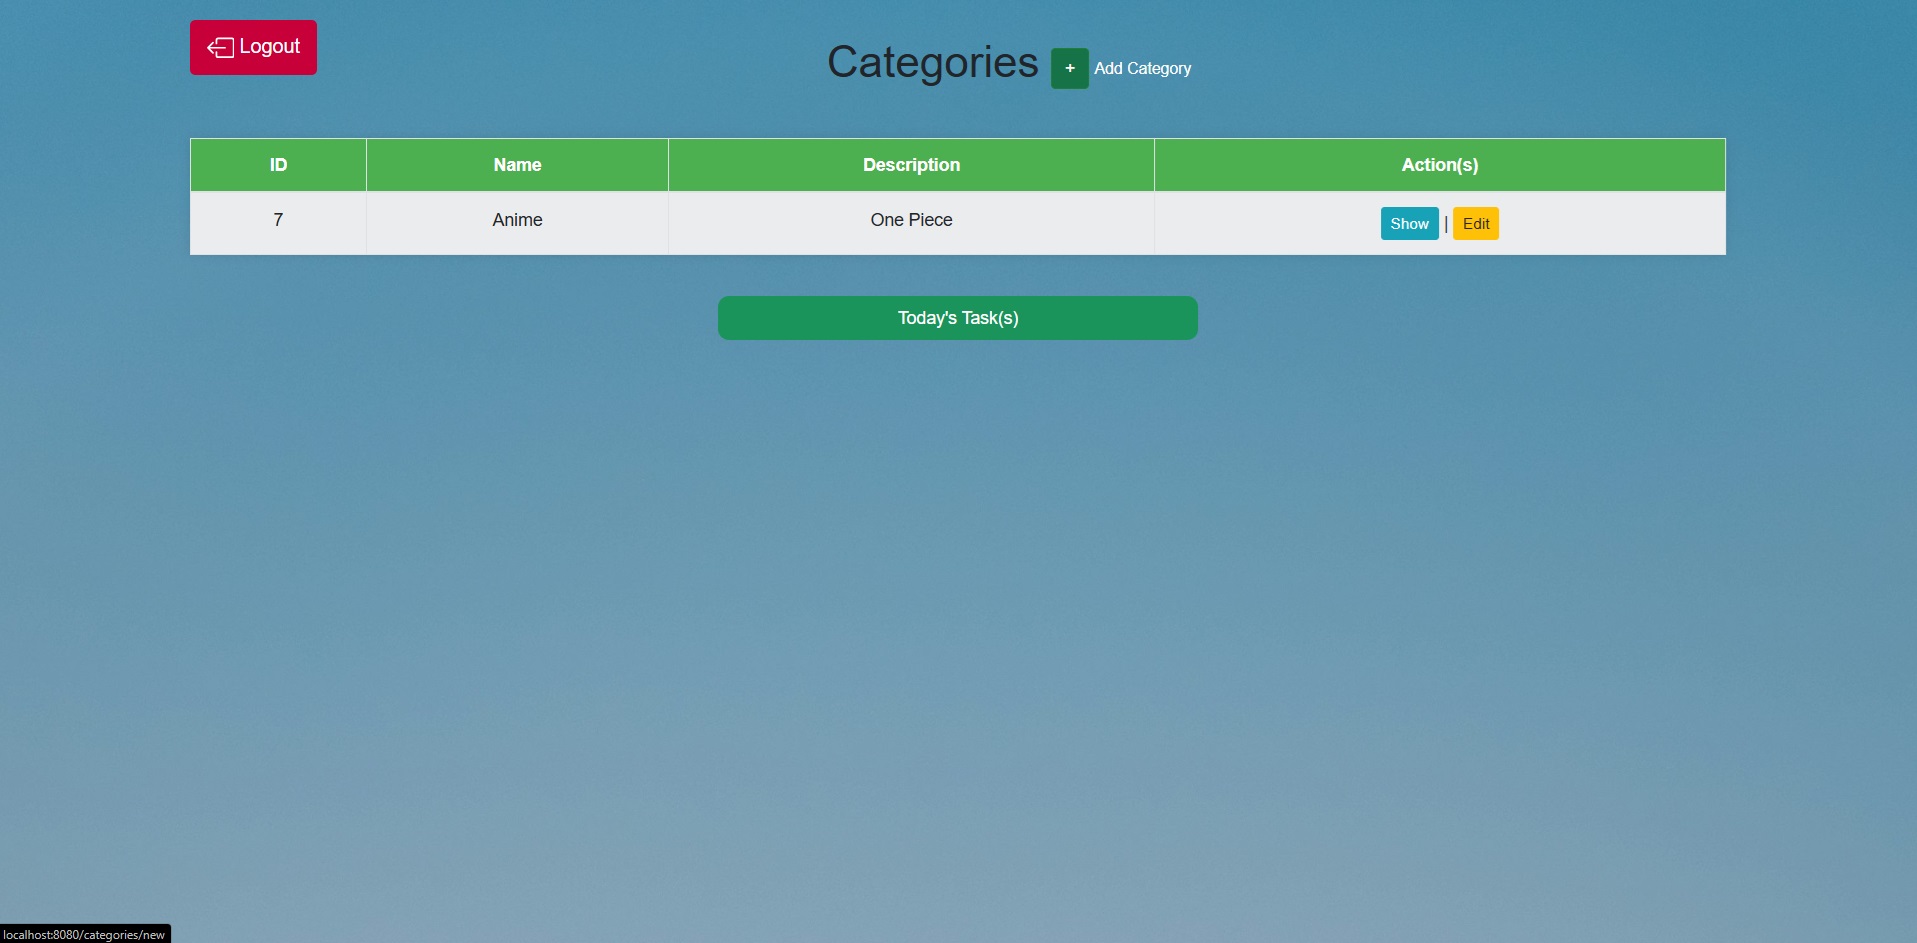 Logout
Categories + Add Category
ID Name Description Action(s)
7 Anime One Piece Show | Edit
Today's Task(s)
localhost:8080/categories/new